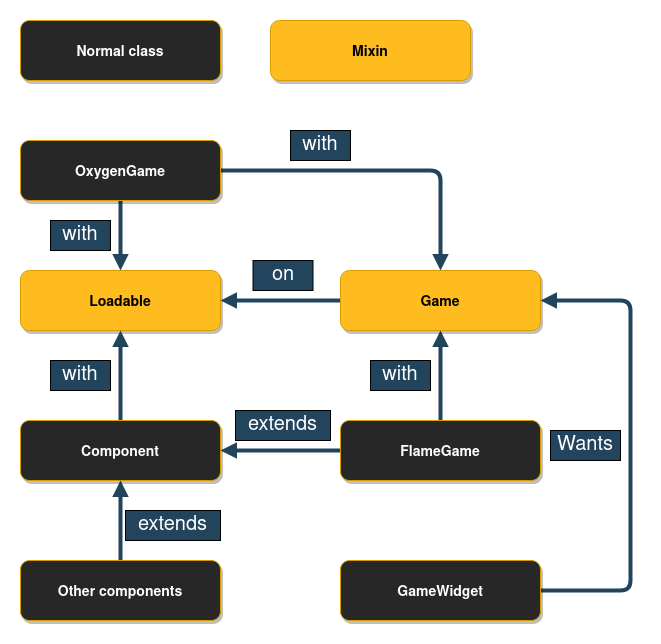 Normal class
Mixin
with
OxygenGame
with
on
Loadable
Game
with
with
extends
Wants
Component
FlameGame
extends
Other components
GameWidget